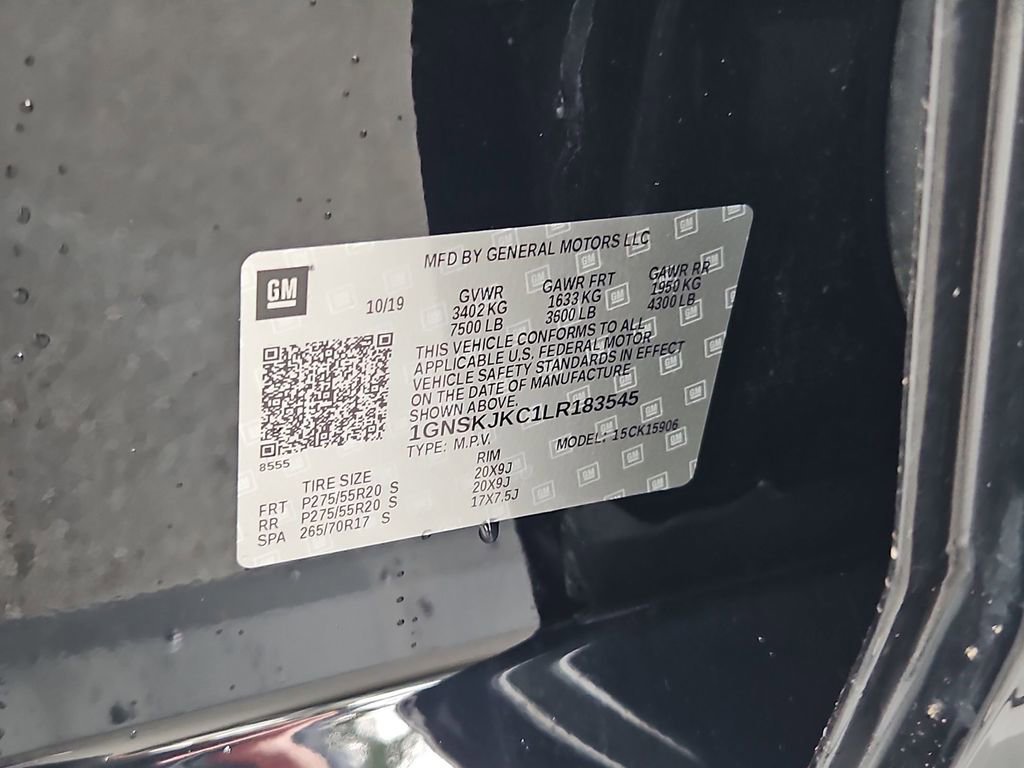 MFD BY GENERAL MOTORS LLC
GM
10/19
GVWR GAWR FRT GAWR RR
3402 KG 1633 KG 1950 KG
7500 LB 3600 LB 4300 LB
THIS VEHICLE CONFORMS TO ALL
APPLICABLE U.S. FEDERAL MOTOR
VEHICLE SAFETY STANDARDS IN EFFECT
ON THE DATE OF MANUFACTURE
SHOWN ABOVE.
1GNSKJKC1LR183545
TYPE: M.P.V. MODEL: 15CK15906
8555
TIRE SIZE RIM
FRT P275/55R20 S 20X9J
RR P275/55R20 S 20X9J
SPA 265/70R17 S 17X7.5J